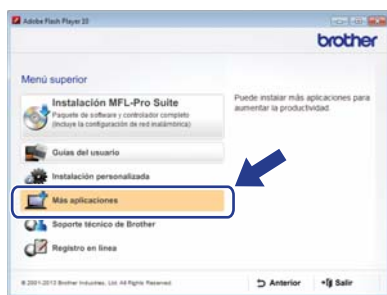 Adobe Flash Player 10
brother
Menú superior
Instalación MFL-Pro Suite
Paquete de software y controlador completo
(incluye la configuración de red inalámbrica)
Puede instalar más aplicaciones para
aumentar la productividad.
Guías del usuario
Instalación personalizada
Más aplicaciones
Soporte técnico de Brother
Registro en línea
© 2001-2013 Brother Industries, Ltd. All Rights Reserved.
Anterior
Salir